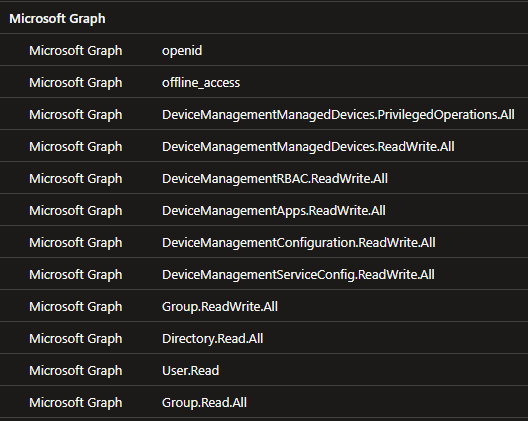 Microsoft Graph
Microsoft Graph openid
Microsoft Graph offline_access
Microsoft Graph DeviceManagementManagedDevices.PrivilegedOperations.All
Microsoft Graph DeviceManagementManagedDevices.ReadWrite.All
Microsoft Graph DeviceManagementRBAC.ReadWrite.All
Microsoft Graph DeviceManagementApps.ReadWrite.All
Microsoft Graph DeviceManagementConfiguration.ReadWrite.All
Microsoft Graph DeviceManagementServiceConfig.ReadWrite.All
Microsoft Graph Group.ReadWrite.All
Microsoft Graph Directory.Read.All
Microsoft Graph User.Read
Microsoft Graph Group.Read.All